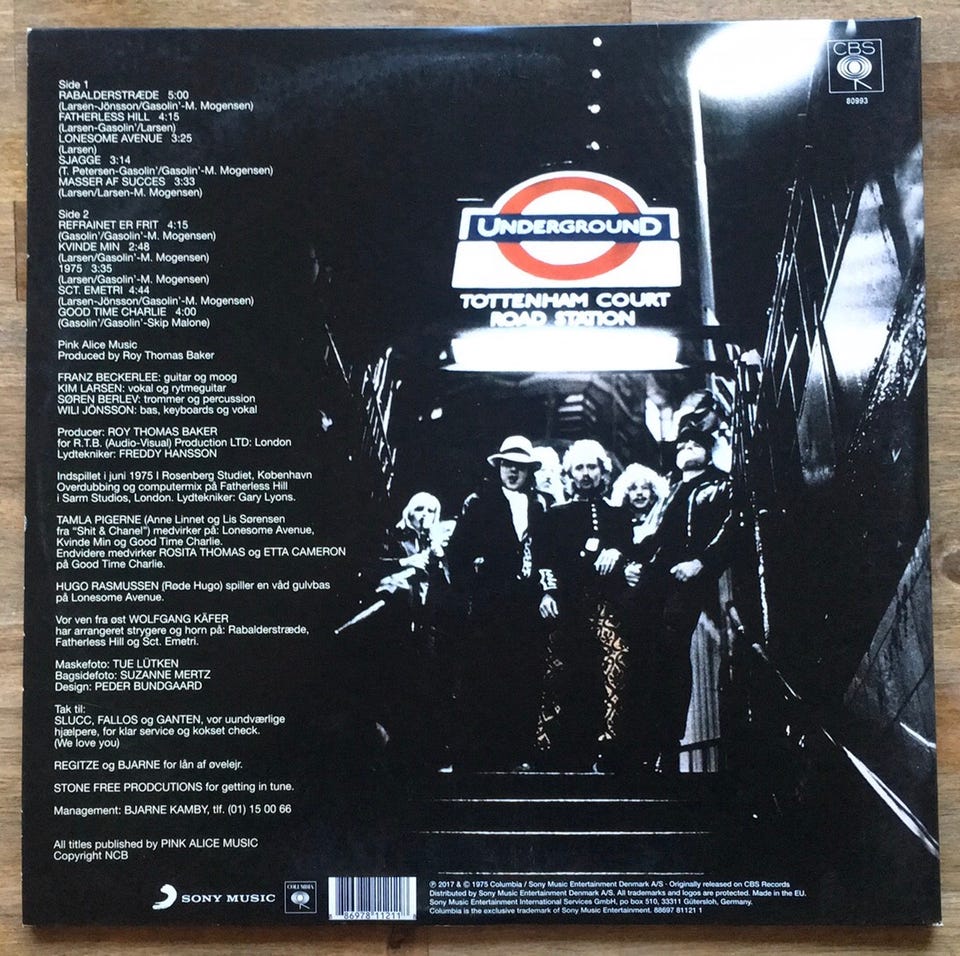 Side 1
RABALDERSTRÆDE 5:00
(Larsen-Jönsson/Gasolin'-M. Mogensen)
FATHERLESS HILL 4:15
(Larsen-Gasolin'/Larsen)
LONESOME AVENUE 3:25
(Larsen)
SJAGGE 3:14
(T. Petersen-Gasolin'/Gasolin'-M. Mogensen)
MASSER AF SUCCES 3:33
(Larsen/Larsen-M. Mogensen)
Side 2
REFRAINET ER FRIT 4:15
(Gasolin'/Gasolin'-M. Mogensen)
KVINDE MIN 2:48
(Larsen/Gasolin'-M. Mogensen)
1975 3:35
(Larsen/Gasolin'-M. Mogensen)
SCT. EMETRI 4:44
(Larsen-Jönsson/Gasolin'-M. Mogensen)
GOOD TIME CHARLIE 4:00
(Gasolin'/Gasolin'-Skip Malone)
Pink Alice Music
Produced by Roy Thomas Baker
FRANZ BECKERLEE: guitar og moog
KIM LARSEN: vokal og rytmeguitar
SØREN BERLEV: trommer og percussion
WILI JÖNSSON: bas, keyboards og vokal
Producer: ROY THOMAS BAKER
for R.T.B. (Audio-Visual) Production LTD: London
Lydtekniker: FREDDY HANSSON
Indspillet i juni 1975 I Rosenberg Studiet, København
Overdubbing og computermix på Fatherless Hill
i Sarm Studios, London. Lydtekniker: Gary Lyons.
TAMLA PIGERNE (Anne Linnet og Lis Sørensen
fra "Shit & Chanel") medvirker på: Lonesome Avenue,
Kvinde Min og Good Time Charlie.
Endvidere medvirker ROSITA THOMAS og ETTA CAMERON
på Good Time Charlie.
HUGO RASMUSSEN (Røde Hugo) spiller en våd gulvbas
på Lonesome Avenue.
Vor ven fra øst WOLFGANG KÄFER
har arrangeret strygere og horn på: Rabalderstræde,
Fatherless Hill og Sct. Emetri.
Maskefoto: TUE LÜTKEN
Bagsidefoto: SUZANNE MERTZ
Design: PEDER BUNDGAARD
Tak til:
SLUCC, FALLOS og GANTEN, vor uundværlige
hjælpere, for klar service og kokset check.
(We love you)
REGITZE og BJARNE for lån af øvelejr.
STONE FREE PRODCUTIONS for getting in tune.
Management: BJARNE KAMBY, tlf. (01) 15 00 66
All titles published by PINK ALICE MUSIC
Copyright NCB
CBS
80993
UNDERGROUND
TOTTENHAM COURT
ROAD STATION
SONY MUSIC
COLUMBIA
86978 11211
℗ 2017 & © 1975 Columbia / Sony Music Entertainment Denmark A/S · Originally released on CBS Records
Distributed by Sony Music Entertainment Denmark A/S. All trademarks and logos are protected. Made in the EU.
Sony Music Entertainment International Services GmbH, po box 510, 33311 Gütersloh, Germany.
Columbia is the exclusive trademark of Sony Music Entertainment. 88697 81121 1